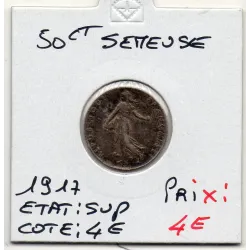 50CT SEMEUSE
1917
ETAT: SUP
COTE: 4E
PRiX:
4E